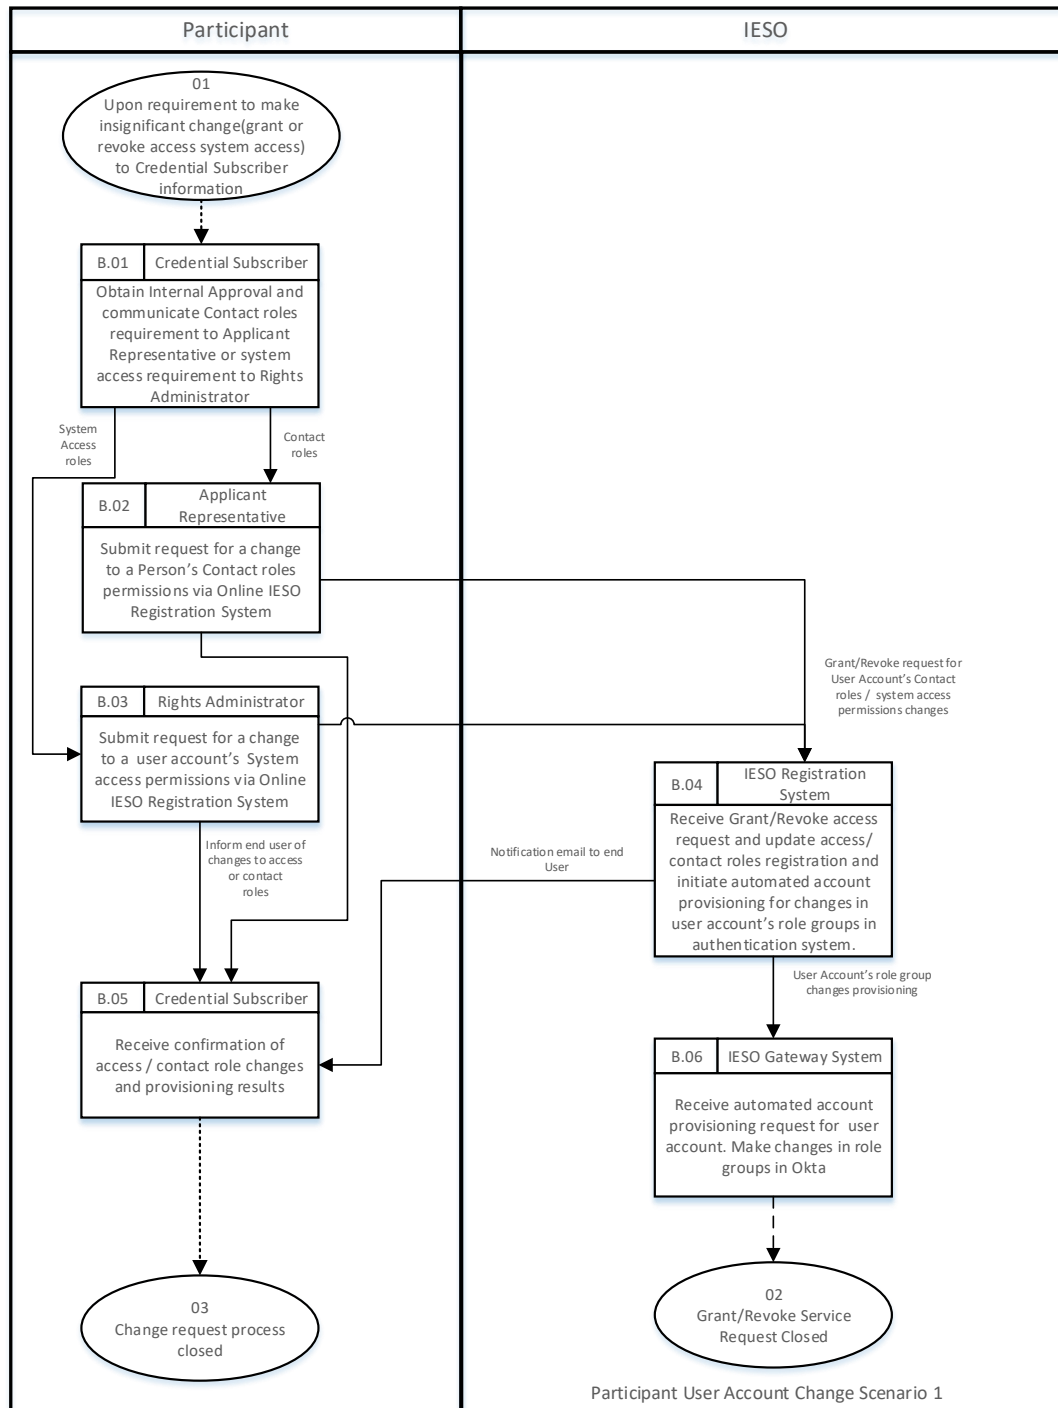 Participant
IESO
01
Upon requirement to make
insignificant change(grant or
revoke access system access)
to Credential Subscriber
information
B.01
Credential Subscriber
Obtain Internal Approval and
communicate Contact roles
requirement to Applicant
Representative or system
access requirement to Rights
Administrator
System
Access
roles
Contact
roles
B.02
Applicant
Representative
Submit request for a change
to a Person's Contact roles
permissions via Online IESO
Registration System
Grant/Revoke request for
User Account's Contact
roles / system access
permissions changes
B.03
Rights Administrator
Submit request for a change
to a user account's System
access permissions via Online
IESO Registration System
B.04
IESO Registration
System
Receive Grant/Revoke access
request and update access/
contact roles registration and
initiate automated account
provisioning for changes in
user account's role groups in
authentication system.
Inform end user of
changes to access
or contact
roles
Notification email to end
User
User Account's role group
changes provisioning
B.05
Credential Subscriber
Receive confirmation of
access / contact role changes
and provisioning results
B.06
IESO Gateway System
Receive automated account
provisioning request for user
account. Make changes in role
groups in Okta
03
Change request process
closed
02
Grant/Revoke Service
Request Closed
Participant User Account Change Scenario 1